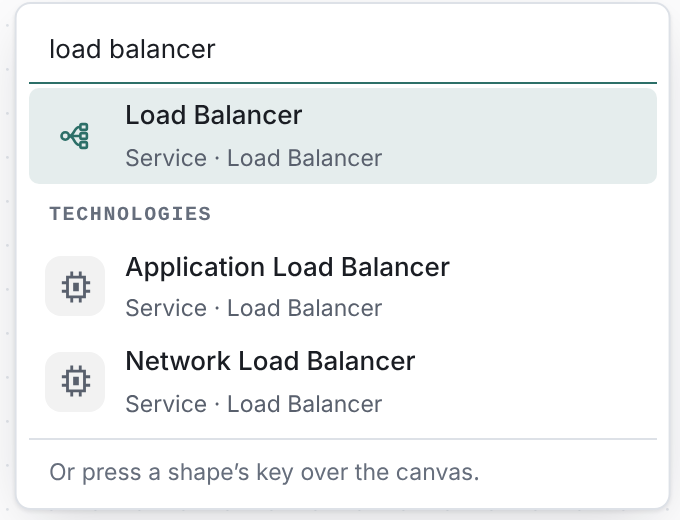 load balancer
Load Balancer
Service · Load Balancer
TECHNOLOGIES
Application Load Balancer
Service · Load Balancer
Network Load Balancer
Service · Load Balancer
Or press a shape’s key over the canvas.